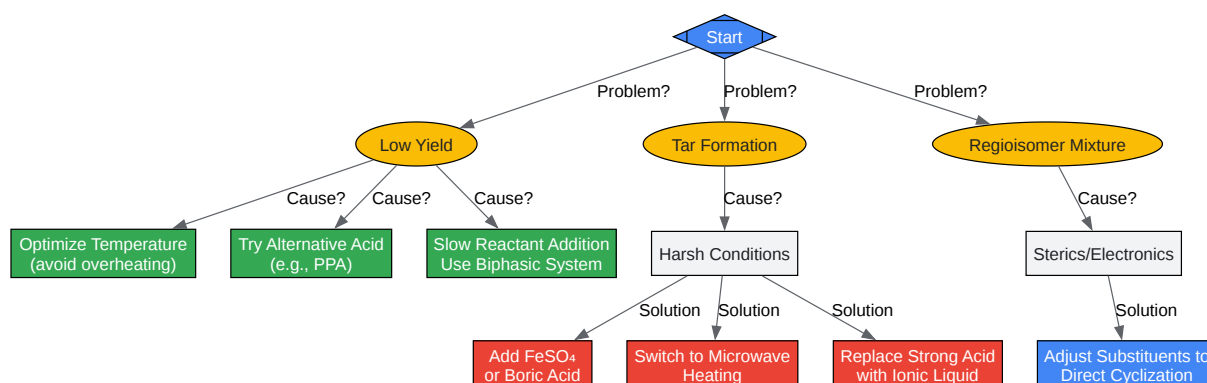 Start
Problem?
Problem?
Problem?
Low Yield
Tar Formation
Regioisomer Mixture
Cause?
Cause?
Cause?
Cause?
Cause?
Optimize Temperature
(avoid overheating)
Try Alternative Acid
(e.g., PPA)
Slow Reactant Addition
Use Biphasic System
Harsh Conditions
Sterics/Electronics
Solution
Solution
Solution
Solution
Add FeSO₄
or Boric Acid
Switch to Microwave
Heating
Replace Strong Acid
with Ionic Liquid
Adjust Substituents to
Direct Cyclization